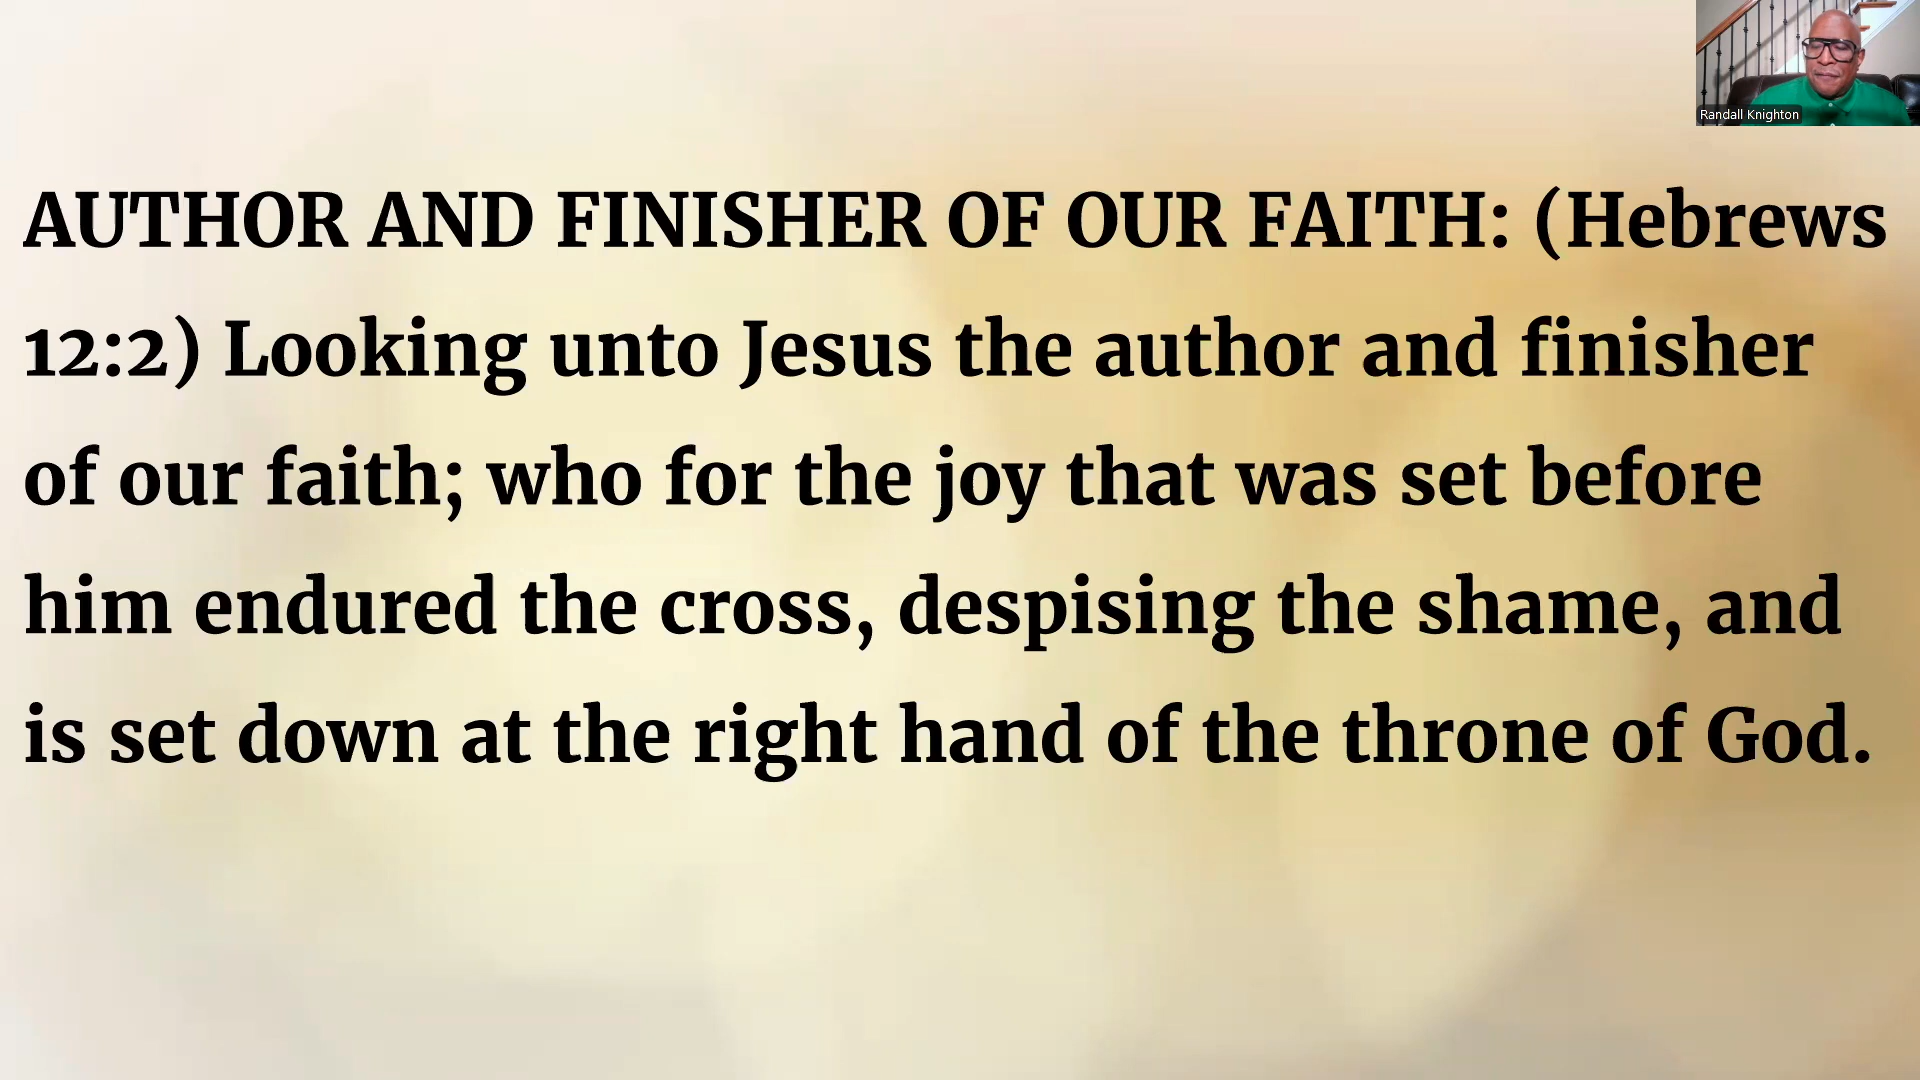 Randall Knighton
AUTHOR AND FINISHER OF OUR FAITH: (Hebrews
12:2) Looking unto Jesus the author and finisher
of our faith; who for the joy that was set before
him endured the cross, despising the shame, and
is set down at the right hand of the throne of God.